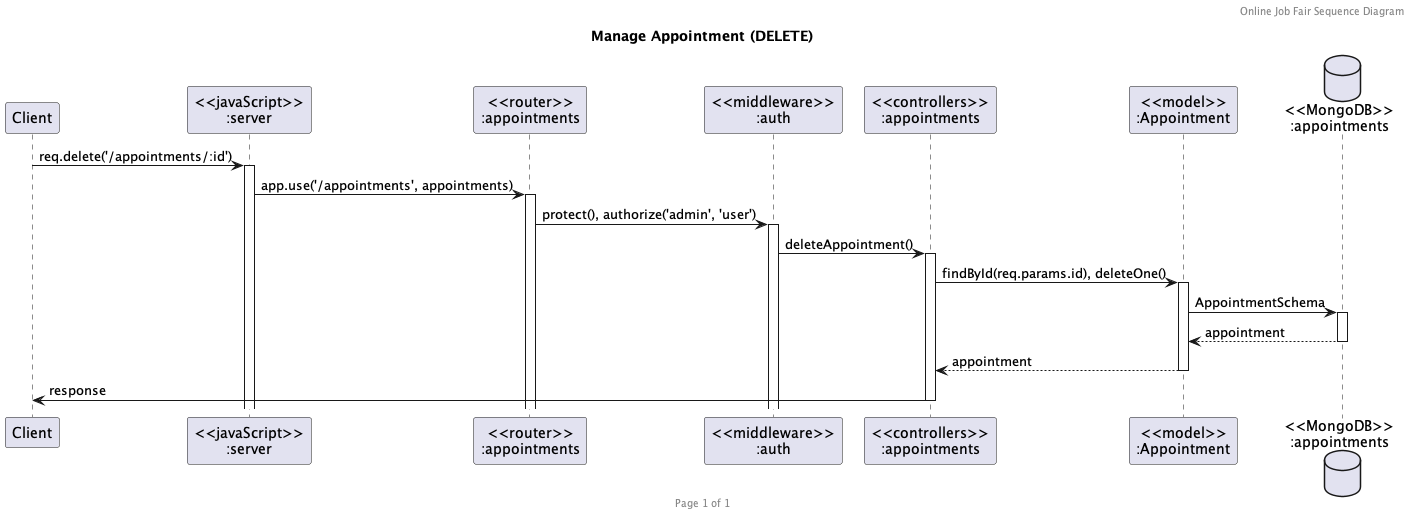 Online Job Fair Sequence Diagram
Manage Appointment (DELETE)
Client
<<javaScript>>
:server
<<router>>
:appointments
<<middleware>>
:auth
<<controllers>>
:appointments
<<model>>
:Appointment
<<MongoDB>>
:appointments
req.delete('/appointments/:id')
app.use('/appointments', appointments)
protect(), authorize('admin', 'user')
deleteAppointment()
findById(req.params.id), deleteOne()
AppointmentSchema
appointment
appointment
response
Client
<<javaScript>>
:server
<<router>>
:appointments
<<middleware>>
:auth
<<controllers>>
:appointments
<<model>>
:Appointment
<<MongoDB>>
:appointments
Page 1 of 1